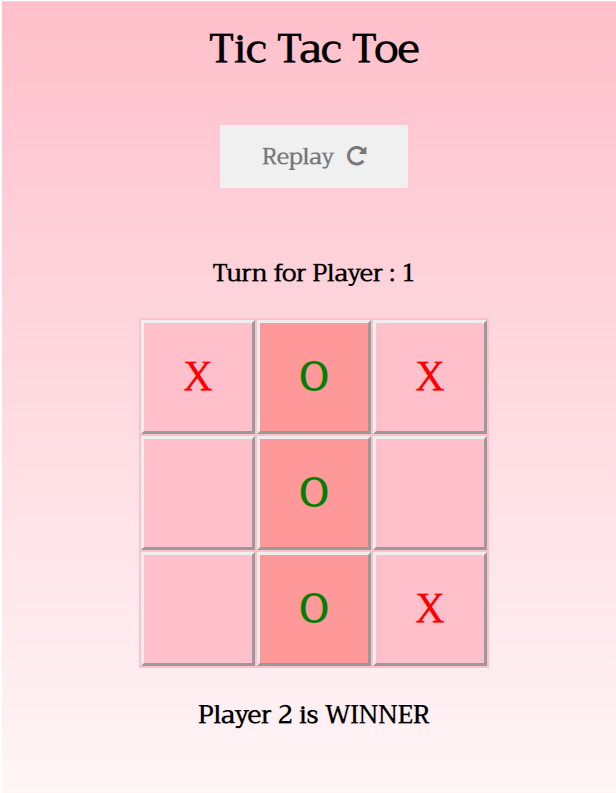 Tic Tac Toe
Replay
Turn for Player : 1
X O X
O
O X
Player 2 is WINNER